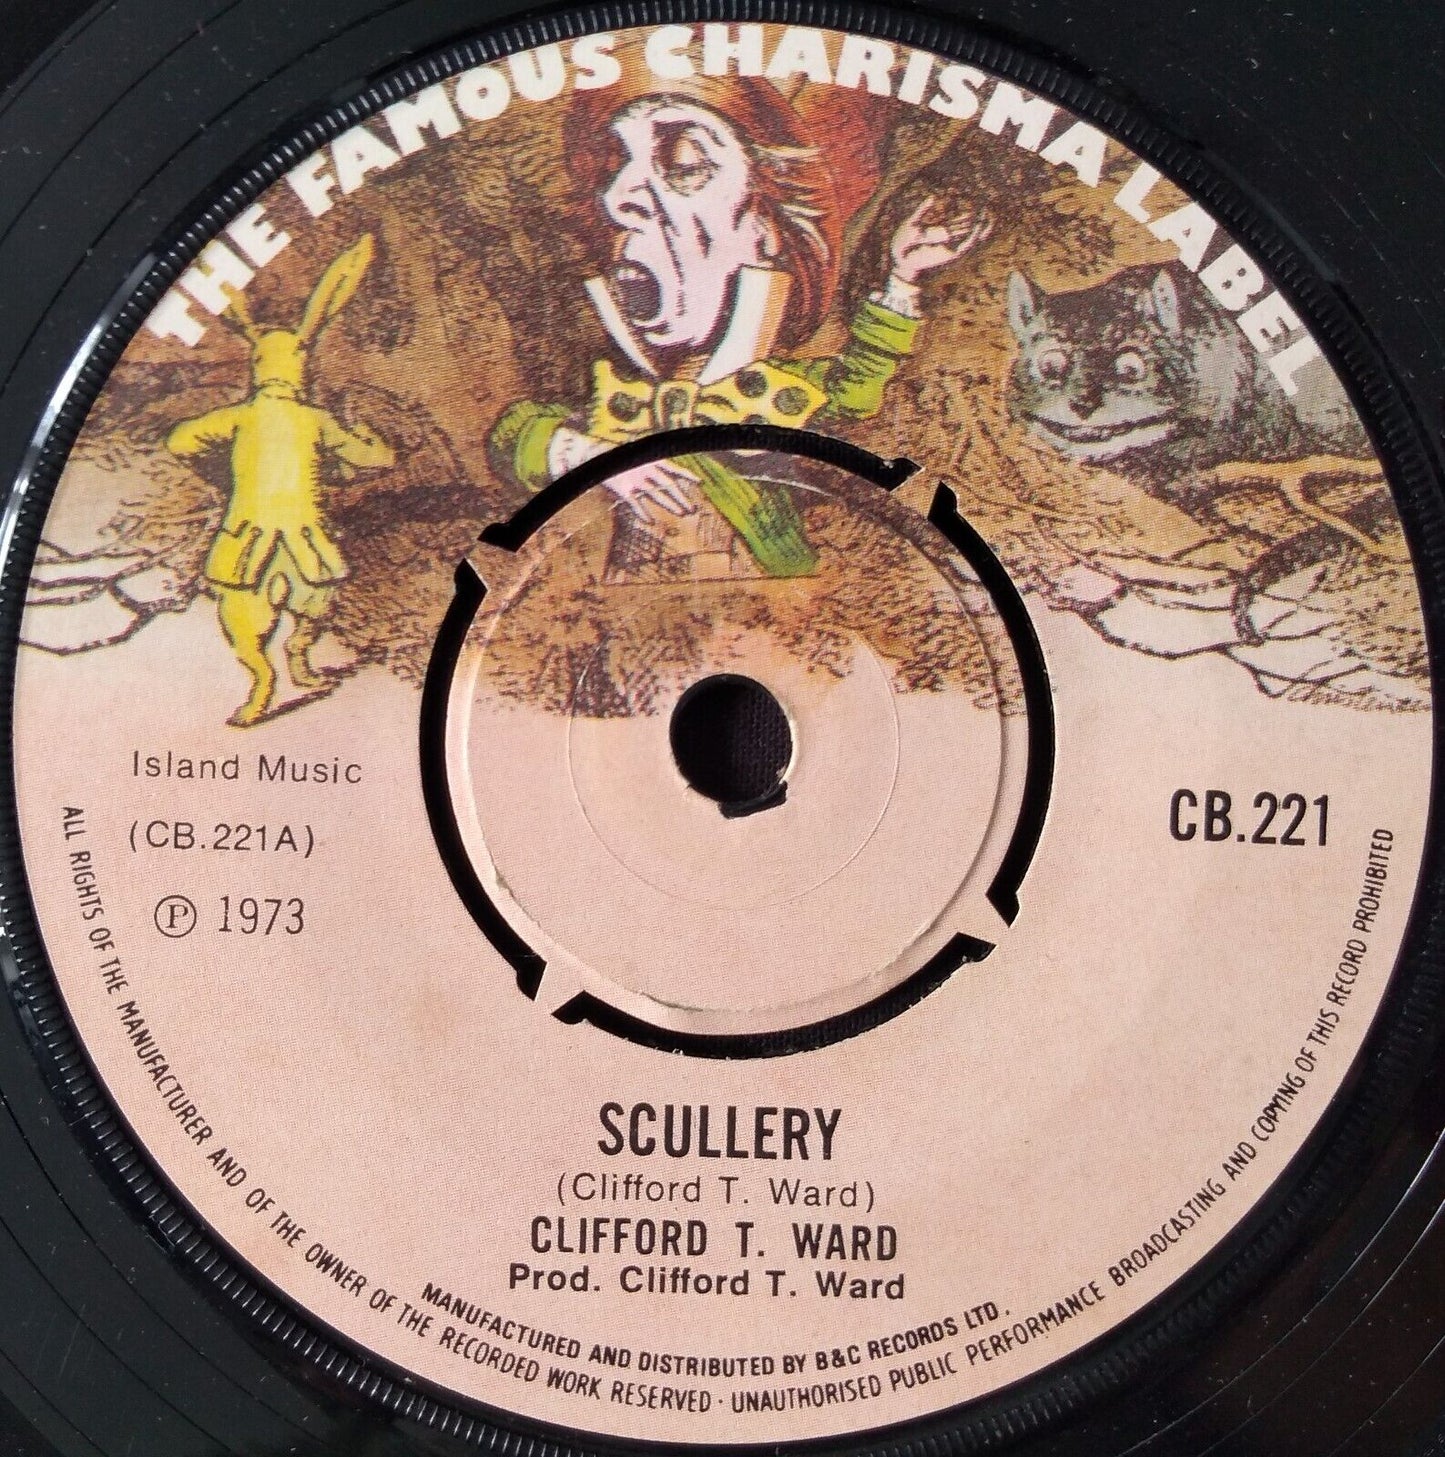 THE FAMOUS CHARISMA LABEL
Island Music
(CB.221A)
Ⓟ 1973
CB.221
SCULLERY
(Clifford T. Ward)
CLIFFORD T. WARD
Prod. Clifford T. Ward
MANUFACTURED AND DISTRIBUTED BY B&C RECORDS LTD.
ALL RIGHTS OF THE MANUFACTURER AND OF THE OWNER OF THE RECORDED WORK RESERVED · UNAUTHORISED PUBLIC PERFORMANCE BROADCASTING AND COPYING OF THIS RECORD PROHIBITED